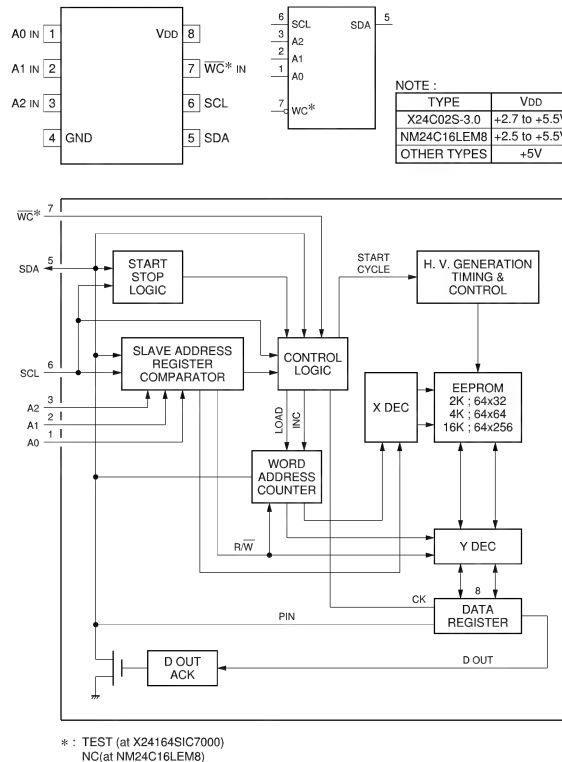 A0 IN 1
VDD 8
A1 IN 2
7 WC* IN
A2 IN 3
6 SCL
4 GND
5 SDA
6 SCL
SDA 5
3 A2
2 A1
1 A0
7 WC*
NOTE :
TYPE VDD
X24C02S-3.0 +2.7 to +5.5V
NM24C16LEM8 +2.5 to +5.5V
OTHER TYPES +5V
WC* 7
SDA 5
START
STOP
LOGIC
START
CYCLE
H. V. GENERATION
TIMING &
CONTROL
SCL 6
SLAVE ADDRESS
REGISTER
COMPARATOR
CONTROL
LOGIC
A2 3
A1 2
A0 1
LOAD
INC
X DEC
EEPROM
2K ; 64x32
4K ; 64x64
16K ; 64x256
WORD
ADDRESS
COUNTER
R/W
Y DEC
8
CK
DATA
REGISTER
PIN
D OUT
ACK
D OUT
* : TEST (at X24164SIC7000)
NC(at NM24C16LEM8)